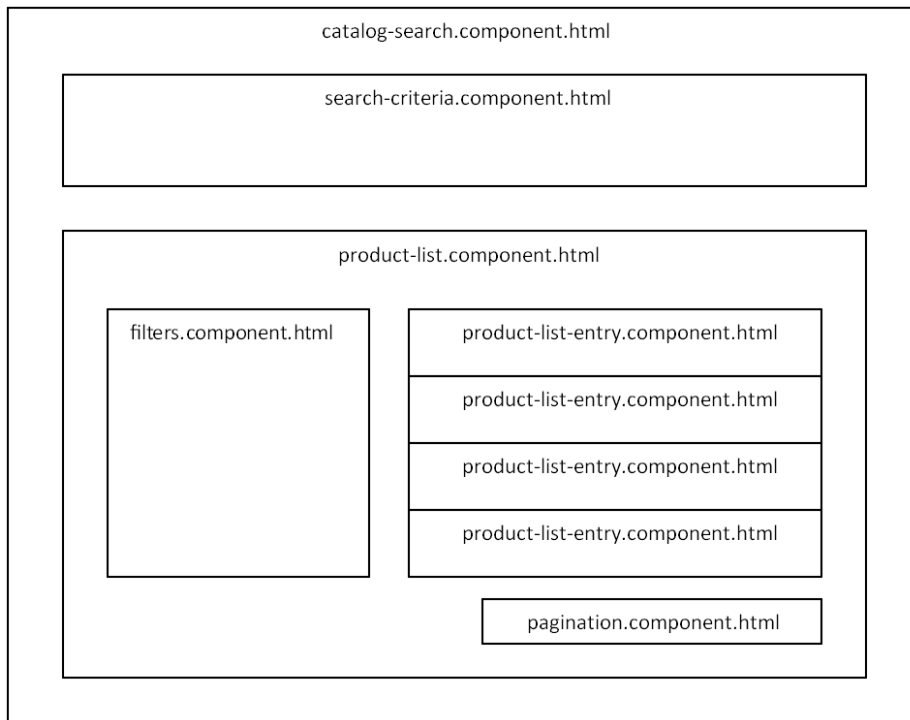 catalog-search.component.html
search-criteria.component.html
product-list.component.html
filters.component.html
product-list-entry.component.html
product-list-entry.component.html
product-list-entry.component.html
product-list-entry.component.html
pagination.component.html